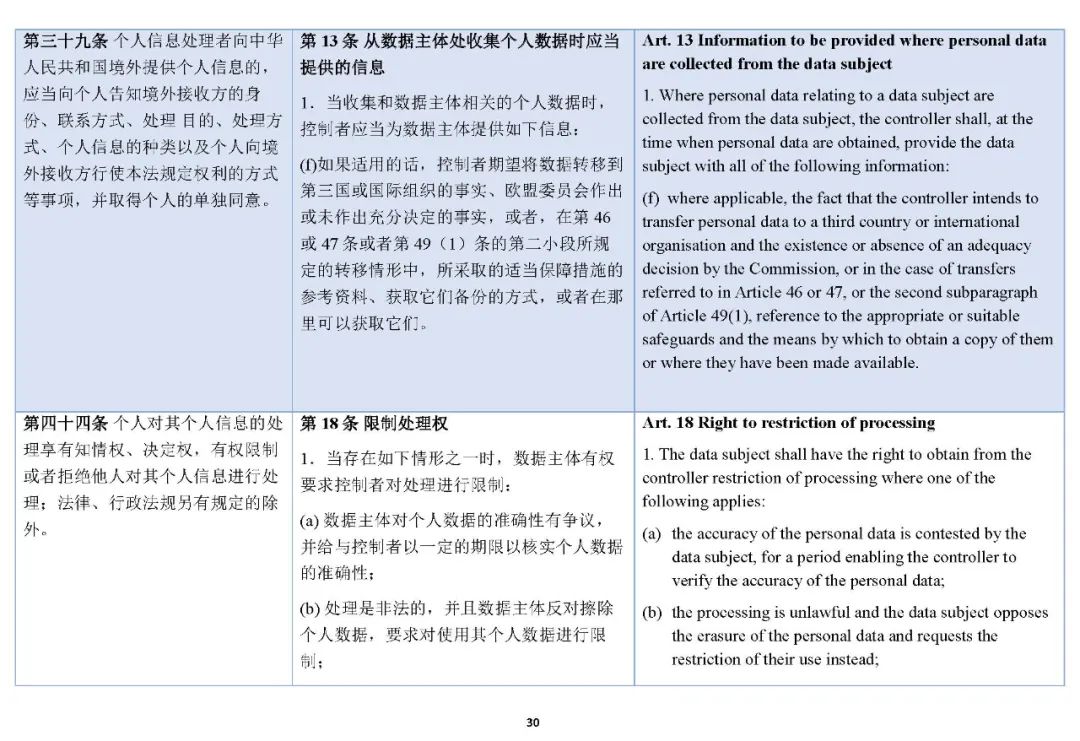 第三十九条 个人信息处理者向中华
人民共和国境外提供个人信息的，
应当向个人告知境外接收方的身
份、联系方式、处理 目的、处理方
式、个人信息的种类以及个人向境
外接收方行使本法规定权利的方式
等事项，并取得个人的单独同意。
第 13 条 从数据主体处收集个人数据时应当
提供的信息
1．当收集和数据主体相关的个人数据时，
控制者应当为数据主体提供如下信息：
(f)如果适用的话，控制者期望将数据转移到
第三国或国际组织的事实、欧盟委员会作出
或未作出充分决定的事实，或者，在第 46
或 47 条或者第 49（1）条的第二小段所规
定的转移情形中，所采取的适当保障措施的
参考资料、获取它们备份的方式，或者在那
里可以获取它们。
Art. 13 Information to be provided where personal data
are collected from the data subject
1. Where personal data relating to a data subject are
collected from the data subject, the controller shall, at the
time when personal data are obtained, provide the data
subject with all of the following information:
(f) where applicable, the fact that the controller intends to
transfer personal data to a third country or international
organisation and the existence or absence of an adequacy
decision by the Commission, or in the case of transfers
referred to in Article 46 or 47, or the second subparagraph
of Article 49(1), reference to the appropriate or suitable
safeguards and the means by which to obtain a copy of them
or where they have been made available.
第四十四条 个人对其个人信息的处
理享有知情权、决定权，有权限制
或者拒绝他人对其个人信息进行处
理；法律、行政法规另有规定的除
外。
第 18 条 限制处理权
1．当存在如下情形之一时，数据主体有权
要求控制者对处理进行限制：
(a) 数据主体对个人数据的准确性有争议，
并给与控制者以一定的期限以核实个人数据
的准确性；
(b) 处理是非法的，并且数据主体反对擦除
个人数据，要求对使用其个人数据进行限
制；
Art. 18 Right to restriction of processing
1. The data subject shall have the right to obtain from the
controller restriction of processing where one of the
following applies:
(a) the accuracy of the personal data is contested by the
data subject, for a period enabling the controller to
verify the accuracy of the personal data;
(b) the processing is unlawful and the data subject opposes
the erasure of the personal data and requests the
restriction of their use instead;
30